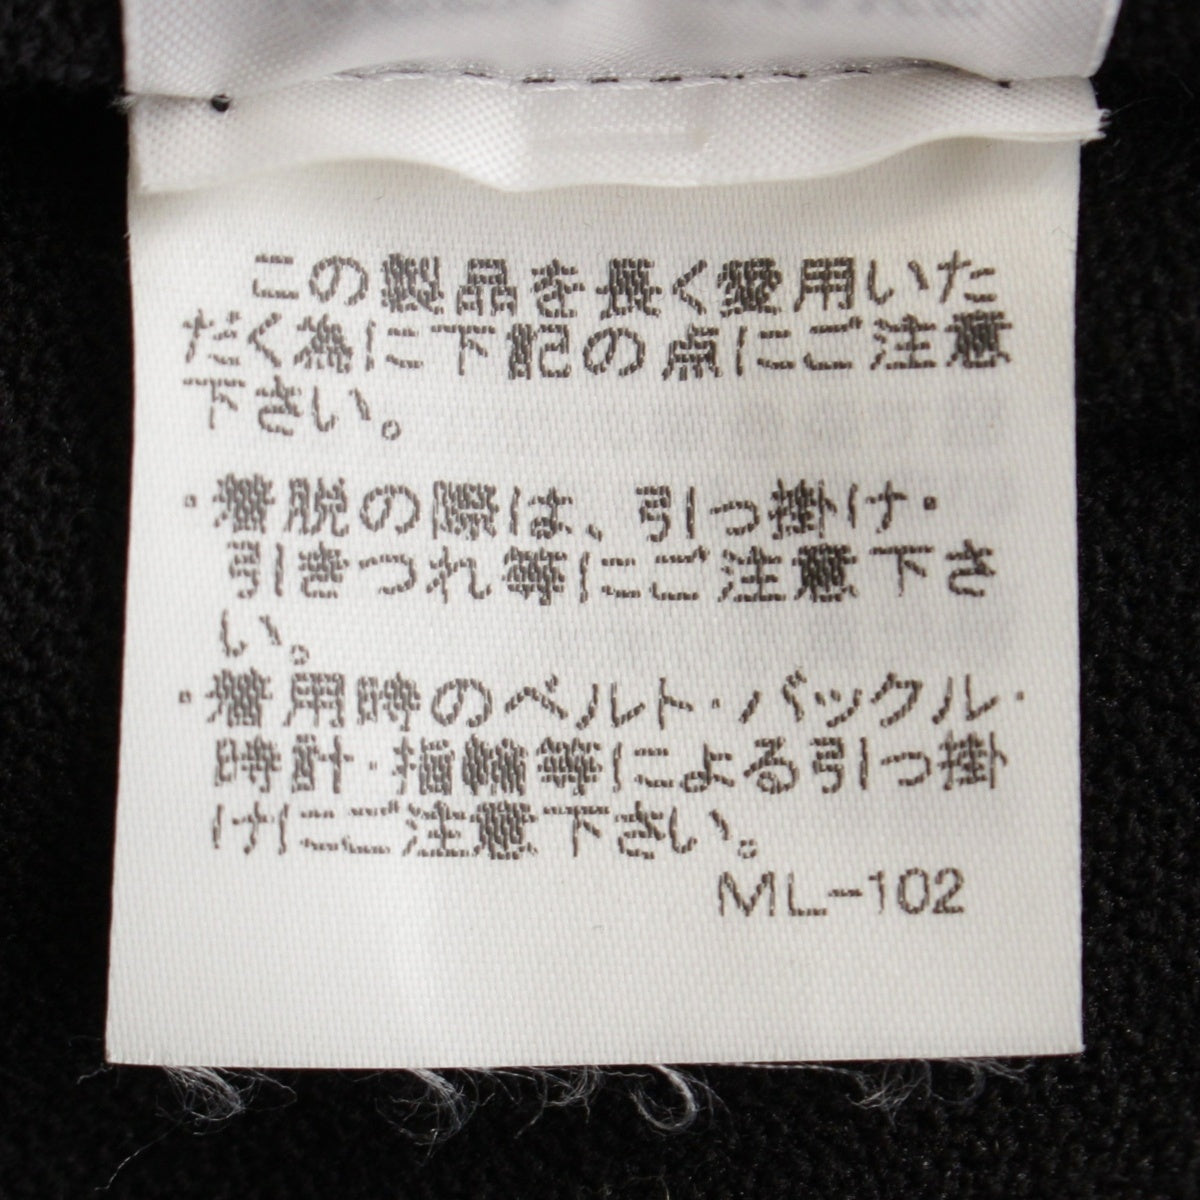 この製品を長く愛用いた
だく為に下記の点にご注意
下さい。
・着脱の際は、引っ掛け・
引きつれ等にご注意下さ
い。
・着用時のベルト・バックル・
時計・指輪等による引っ掛
けにご注意下さい。
ML-102